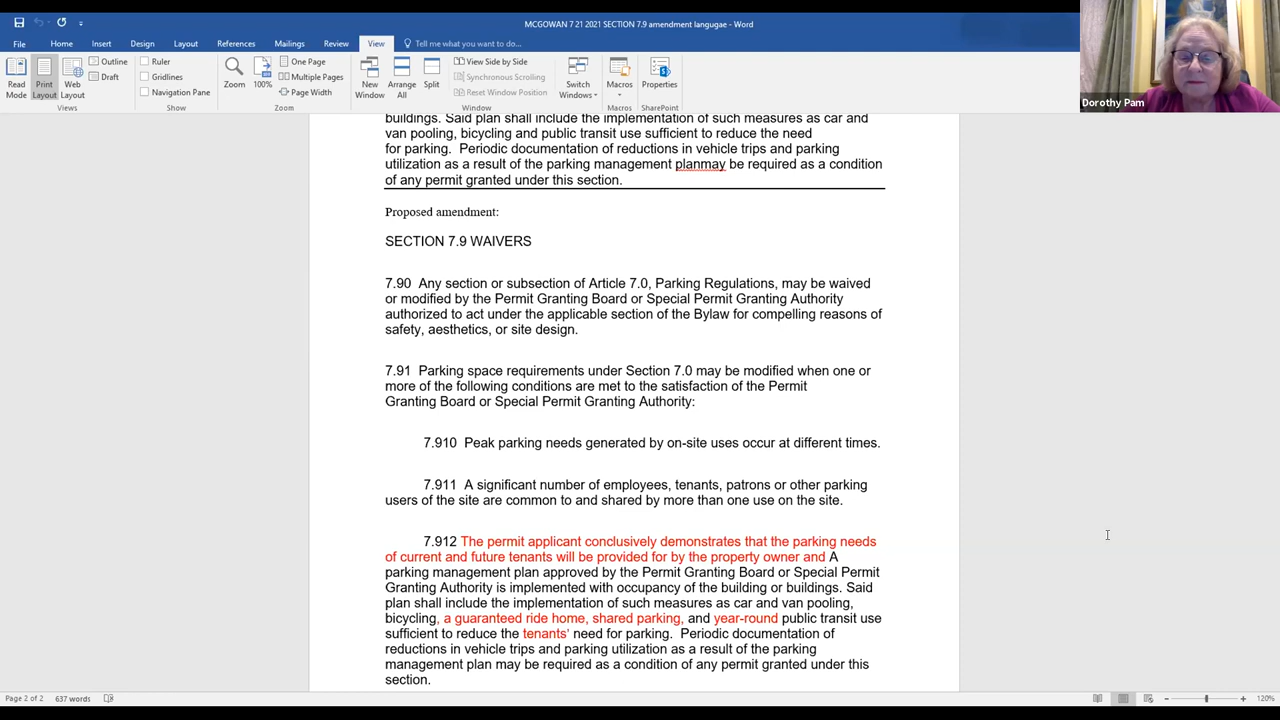 MCGOWAN 7 21 2021 SECTION 7.9 amendment langugae - Word
File Home Insert Design Layout References Mailings Review View Tell me what you want to do...
Read Mode
Print Layout
Web Layout
Outline
Draft
Views
Ruler
Gridlines
Navigation Pane
Show
Zoom
100%
One Page
Multiple Pages
Page Width
Zoom
New Window
Arrange All
Split
View Side by Side
Synchronous Scrolling
Reset Window Position
Window
Switch Windows
Macros
Macros
Properties
SharePoint
Dorothy Pam
buildings. Said plan shall include the implementation of such measures as car and
van pooling, bicycling and public transit use sufficient to reduce the need
for parking. Periodic documentation of reductions in vehicle trips and parking
utilization as a result of the parking management planmay be required as a condition
of any permit granted under this section.
Proposed amendment:
SECTION 7.9 WAIVERS
7.90 Any section or subsection of Article 7.0, Parking Regulations, may be waived
or modified by the Permit Granting Board or Special Permit Granting Authority
authorized to act under the applicable section of the Bylaw for compelling reasons of
safety, aesthetics, or site design.
7.91 Parking space requirements under Section 7.0 may be modified when one or
more of the following conditions are met to the satisfaction of the Permit
Granting Board or Special Permit Granting Authority:
7.910 Peak parking needs generated by on-site uses occur at different times.
7.911 A significant number of employees, tenants, patrons or other parking
users of the site are common to and shared by more than one use on the site.
7.912 The permit applicant conclusively demonstrates that the parking needs
of current and future tenants will be provided for by the property owner and A
parking management plan approved by the Permit Granting Board or Special Permit
Granting Authority is implemented with occupancy of the building or buildings. Said
plan shall include the implementation of such measures as car and van pooling,
bicycling, a guaranteed ride home, shared parking, and year-round public transit use
sufficient to reduce the tenants' need for parking. Periodic documentation of
reductions in vehicle trips and parking utilization as a result of the parking
management plan may be required as a condition of any permit granted under this
section.
Page 2 of 2 637 words
120%